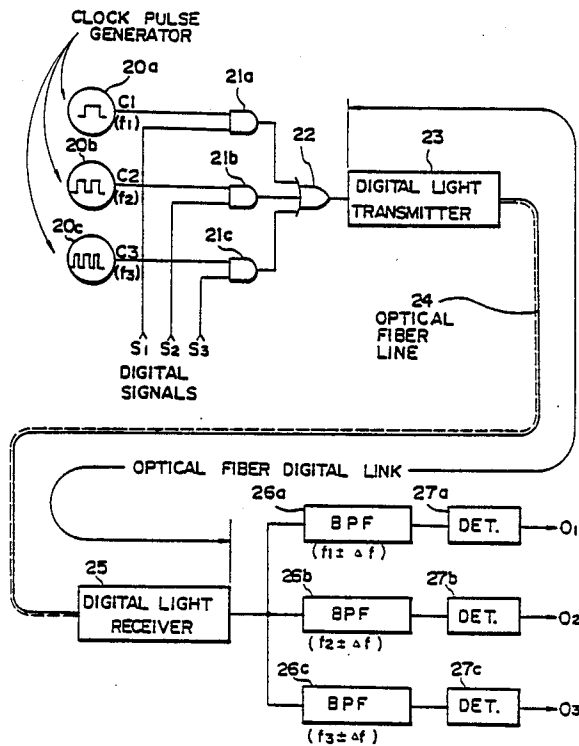 CLOCK PULSE
GENERATOR
20a
C1
(f1)
21a
20b
C2
(f2)
21b
22
23
DIGITAL LIGHT
TRANSMITTER
20c
C3
(f3)
21c
24
OPTICAL
FIBER
LINE
S1 S2 S3
DIGITAL
SIGNALS
OPTICAL FIBER DIGITAL LINK
26a
BPF
(f1 ± Δf)
27a
DET.
O1
25
DIGITAL LIGHT
RECEIVER
26b
BPF
(f2 ± Δf)
27b
DET.
O2
26c
BPF
(f3 ± Δf)
27c
DET.
O3